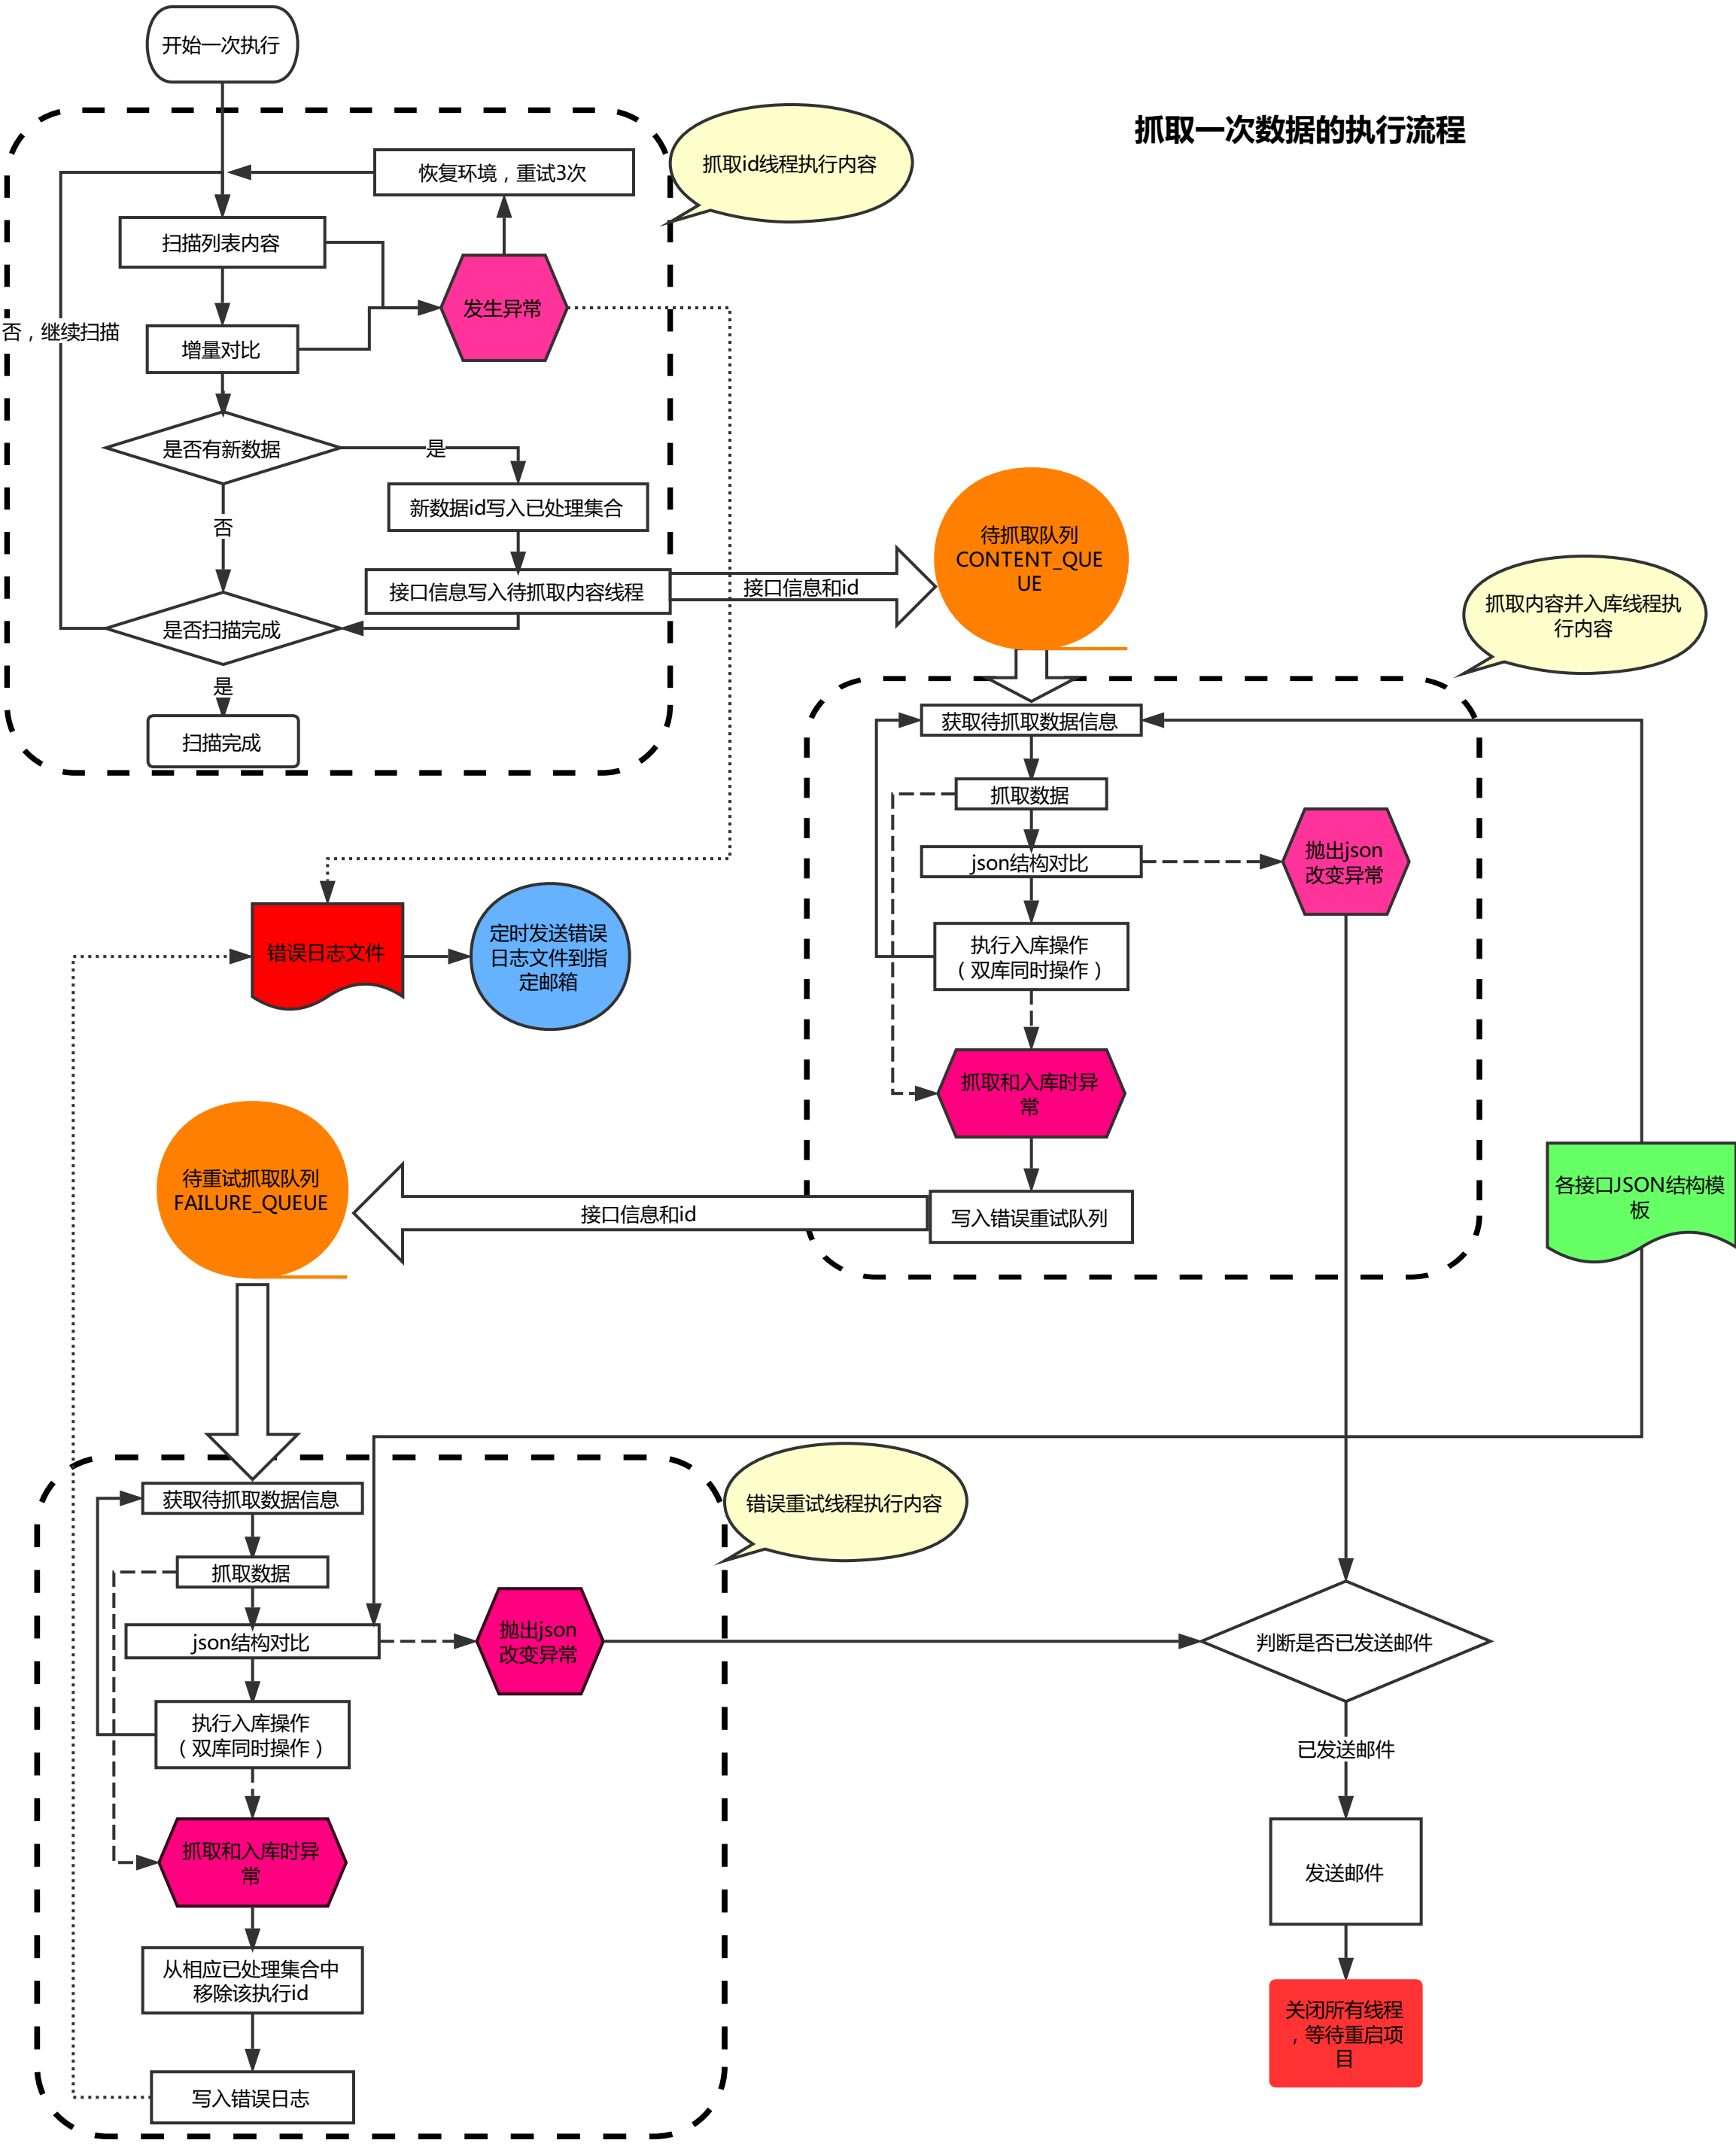 开始一次执行
抓取一次数据的执行流程
抓取id线程执行内容
恢复环境，重试3次
扫描列表内容
发生异常
否，继续扫描
增量对比
是否有新数据
是
新数据id写入已处理集合
否
接口信息写入待抓取内容线程
接口信息和id
待抓取队列
CONTENT_QUE
UE
是否扫描完成
是
扫描完成
抓取内容并入库线程执
行内容
获取待抓取数据信息
抓取数据
json结构对比
抛出json
改变异常
执行入库操作
（双库同时操作）
抓取和入库时异
常
写入错误重试队列
错误日志文件
定时发送错误
日志文件到指
定邮箱
待重试抓取队列
FAILURE_QUEUE
接口信息和id
各接口JSON结构模
板
错误重试线程执行内容
获取待抓取数据信息
抓取数据
json结构对比
抛出json
改变异常
执行入库操作
（双库同时操作）
抓取和入库时异
常
从相应已处理集合中
移除该执行id
写入错误日志
判断是否已发送邮件
已发送邮件
发送邮件
关闭所有线程
，等待重启项
目